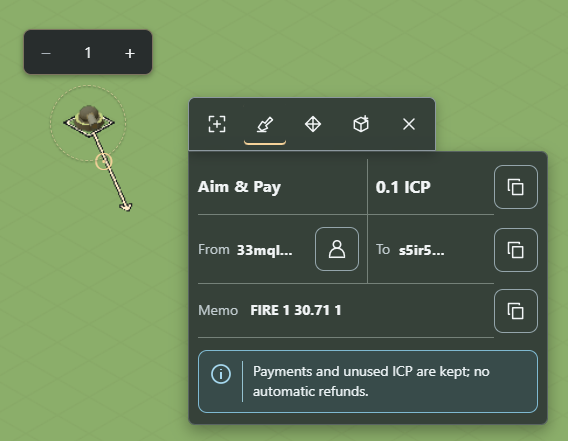 − 1 +
Aim & Pay
0.1 ICP
From 33mql...
To s5ir5...
Memo FIRE 1 30.71 1
Payments and unused ICP are kept; no
automatic refunds.